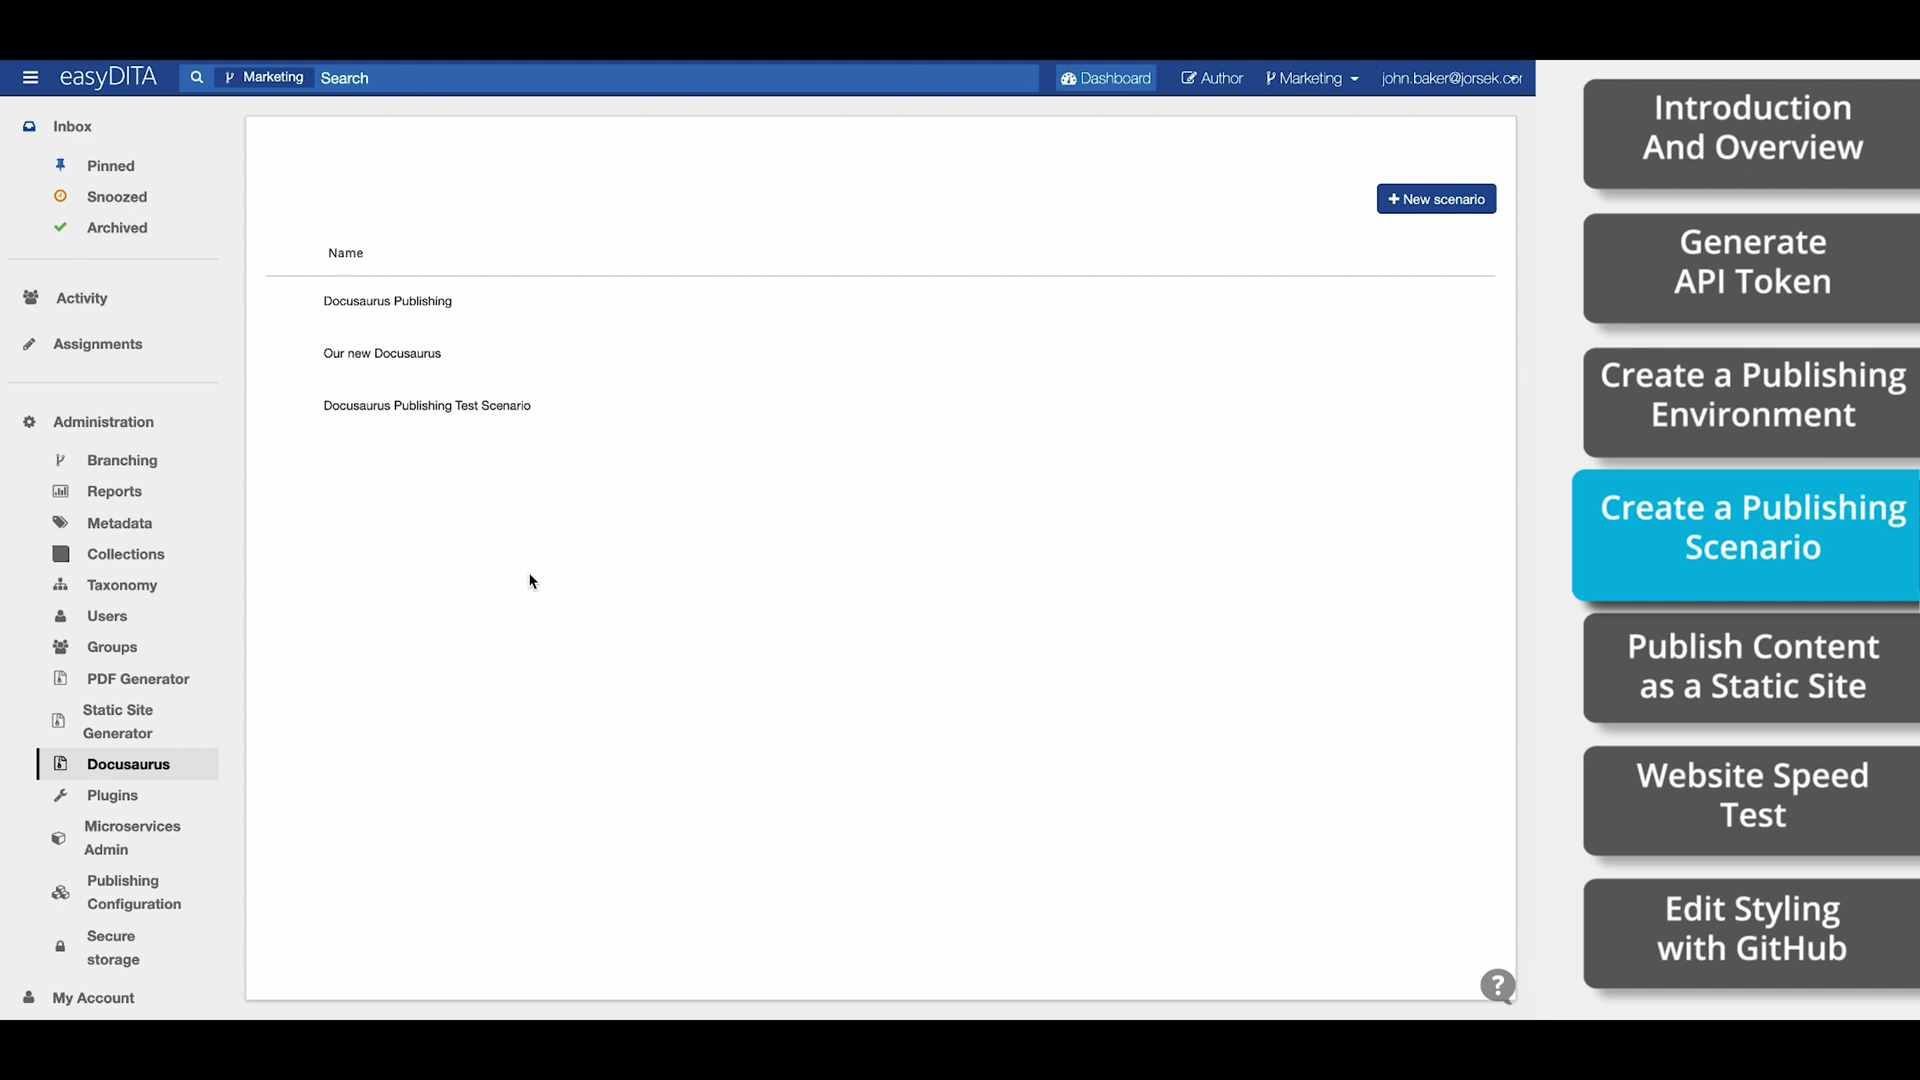 easyDITA
Marketing Search
Dashboard
Author
Marketing
john.baker@jorsek.cor
Inbox
Pinned
Snoozed
Archived
Activity
Assignments
Administration
Branching
Reports
Metadata
Collections
Taxonomy
Users
Groups
PDF Generator
Static Site
Generator
Docusaurus
Plugins
Microservices
Admin
Publishing
Configuration
Secure
storage
My Account
+ New scenario
Name
Docusaurus Publishing
Our new Docusaurus
Docusaurus Publishing Test Scenario
?
Introduction
And Overview
Generate
API Token
Create a Publishing
Environment
Create a Publishing
Scenario
Publish Content
as a Static Site
Website Speed
Test
Edit Styling
with GitHub